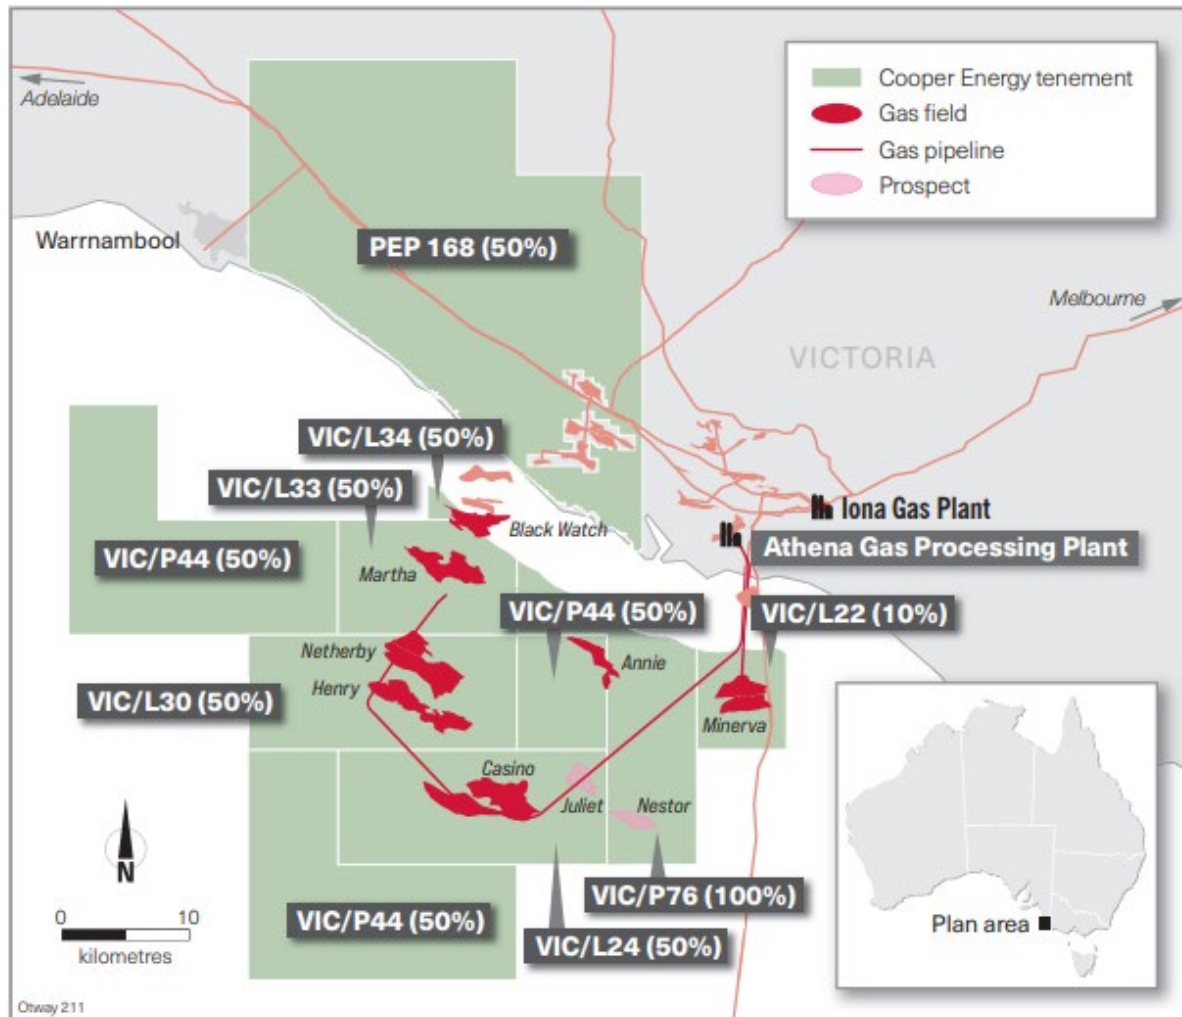 Adelaide
Cooper Energy tenement
Gas field
Gas pipeline
Prospect
Warrnambool
PEP 168 (50%)
Melbourne
VICTORIA
VIC/L34 (50%)
VIC/L33 (50%)
Black Watch
Iona Gas Plant
Athena Gas Processing Plant
VIC/P44 (50%)
Martha
VIC/P44 (50%)
VIC/L22 (10%)
Netherby
Annie
Henry
VIC/L30 (50%)
Minerva
Casino
Juliet
Nestor
N
VIC/P76 (100%)
VIC/P44 (50%)
VIC/L24 (50%)
0 10
kilometres
Plan area
Otway 211